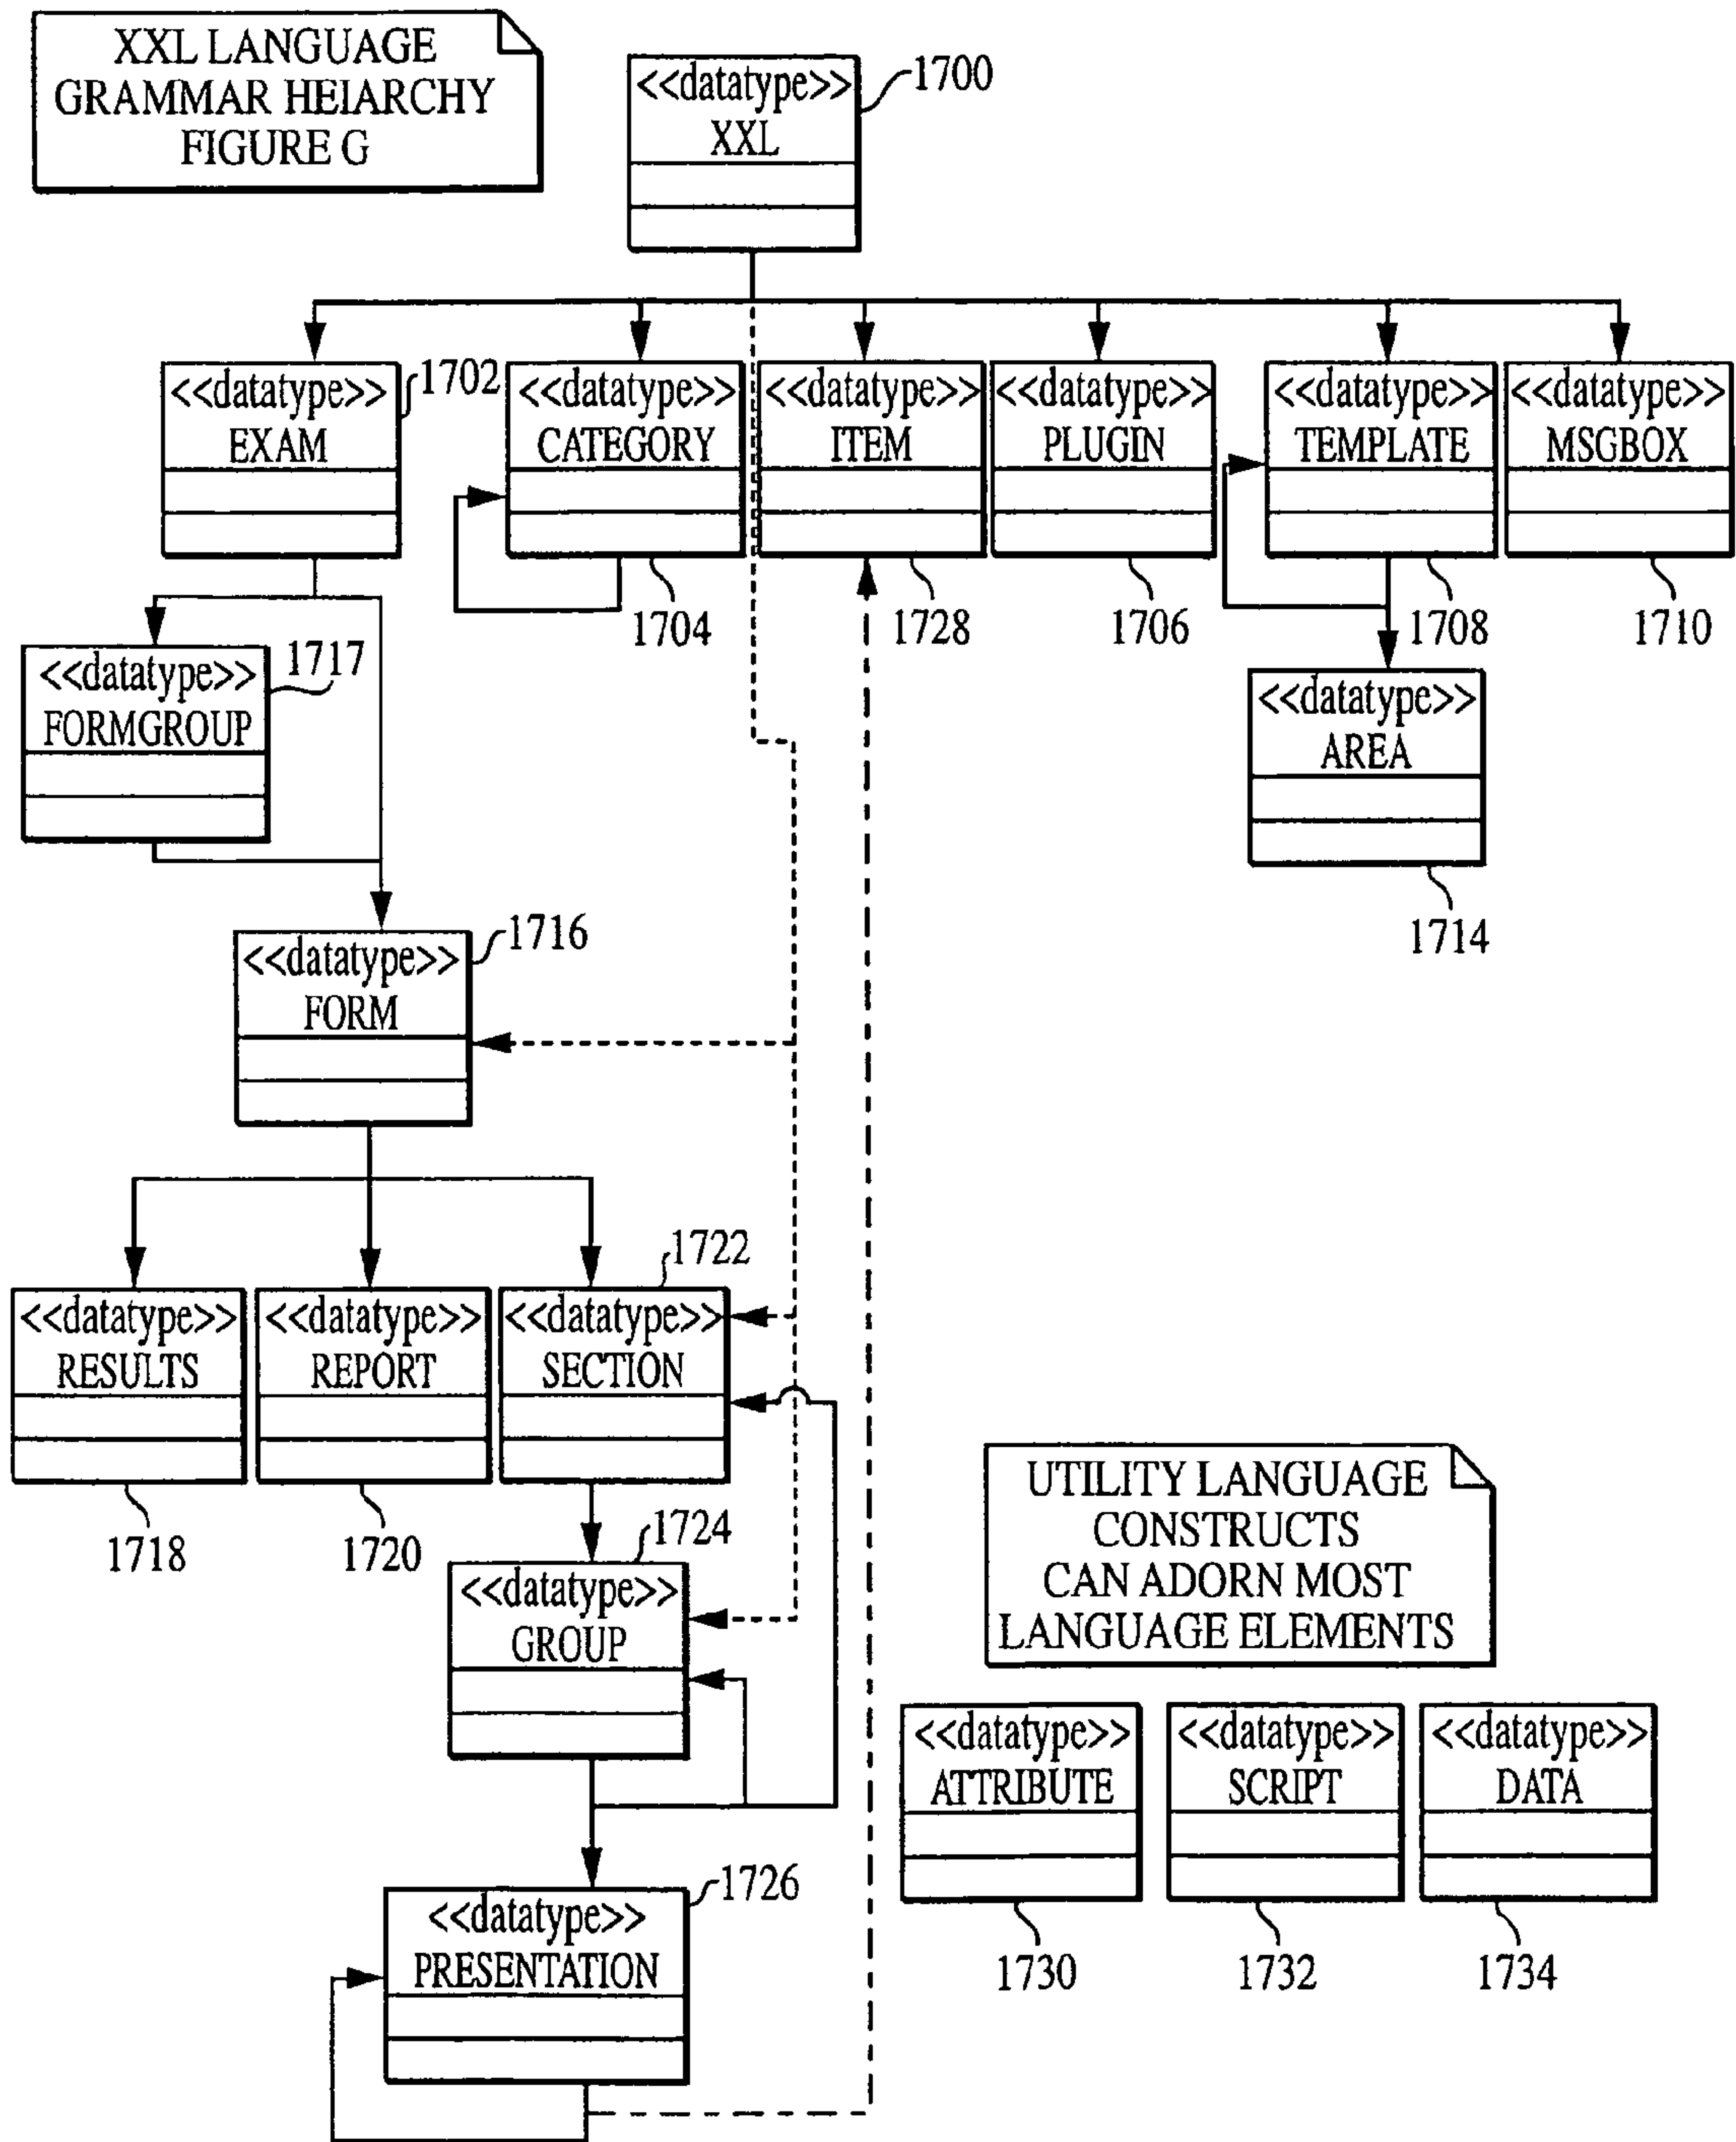 XXL LANGUAGE
GRAMMAR HEIARCHY
FIGURE G
<<datatype>>
XXL
1700
<<datatype>>
EXAM
1702
<<datatype>>
CATEGORY
1704
<<datatype>>
ITEM
1728
<<datatype>>
PLUGIN
1706
<<datatype>>
TEMPLATE
1708
<<datatype>>
MSGBOX
1710
<<datatype>>
FORMGROUP
1717
<<datatype>>
AREA
1714
<<datatype>>
FORM
1716
<<datatype>>
RESULTS
1718
<<datatype>>
REPORT
1720
<<datatype>>
SECTION
1722
<<datatype>>
GROUP
1724
UTILITY LANGUAGE
CONSTRUCTS
CAN ADORN MOST
LANGUAGE ELEMENTS
<<datatype>>
ATTRIBUTE
1730
<<datatype>>
SCRIPT
1732
<<datatype>>
DATA
1734
<<datatype>>
PRESENTATION
1726